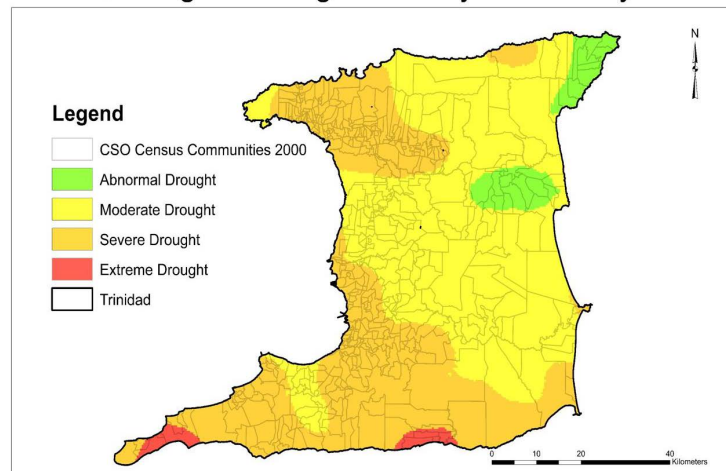 N
Legend
CSO Census Communities 2000
Abnormal Drought
Moderate Drought
Severe Drought
Extreme Drought
Trinidad
0 10 20 40
Kilometers